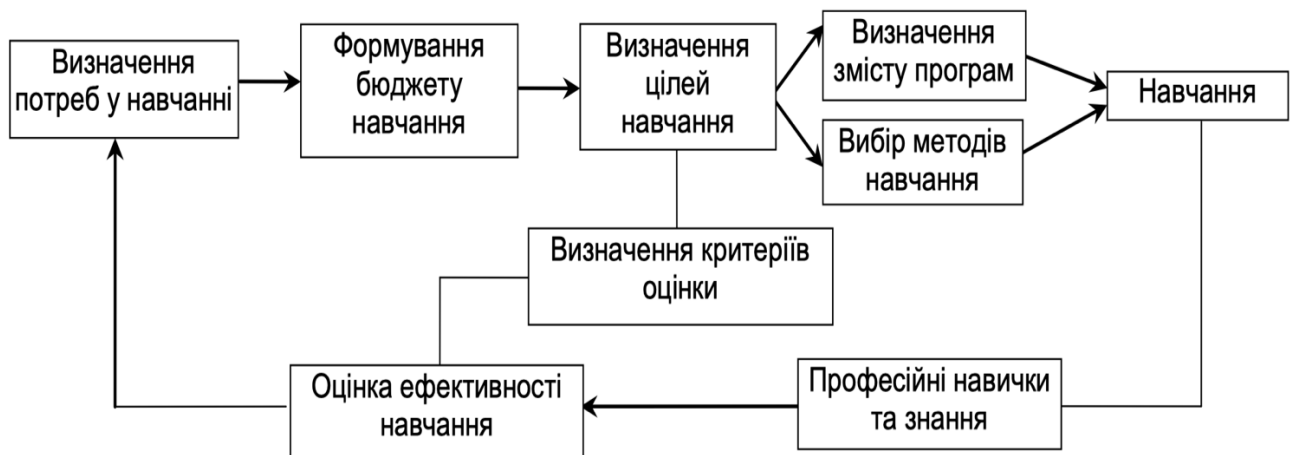 Визначення
потреб у навчанні
Формування
бюджету
навчання
Визначення
цілей
навчання
Визначення
змісту програм
Вибір методів
навчання
Навчання
Визначення критеріїв
оцінки
Оцінка ефективності
навчання
Професійні навички
та знання